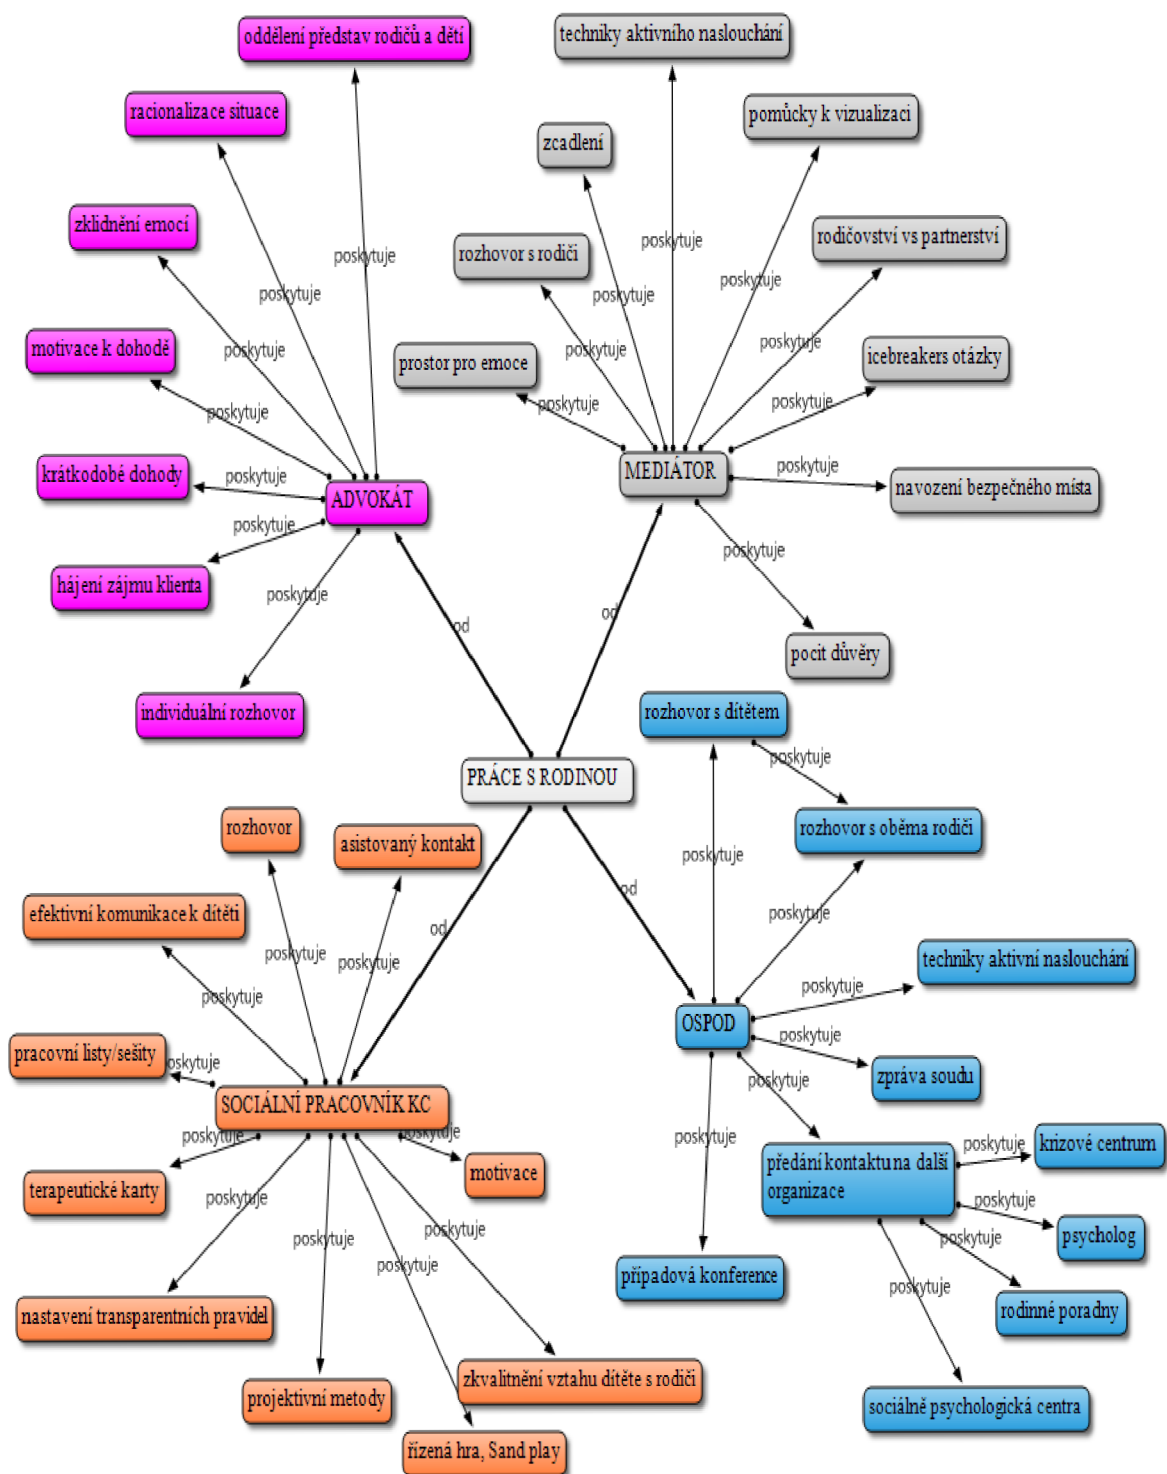 oddělení představ rodičů a dětí
techniky aktivního naslouchání
racionalizace situace
pomůcky k vizualizaci
zcadlení
zklidnění emocí
rodičovství vs partnerství
rozhovor s rodiči
poskytuje
poskytuje
poskytuje
poskytuje
poskytuje
motivace k dohodě
poskytuje
poskytuje
poskytuje
icebreakers otázky
prostor pro emoce
poskytuje
poskytuje
poskytuje
krátkodobé dohody
poskytuje
MEDIÁTOR
poskytuje
navození bezpečného místa
ADVOKÁT
poskytuje
poskytuje
hájení zájmu klienta
poskytuje
od
od
pocit důvěry
individuální rozhovor
rozhovor s dítětem
poskytuje
PRÁCE S RODINOU
rozhovor
asistovaný kontakt
rozhovor s oběma rodiči
poskytuje
efektivní komunikace k dítěti
od
od
poskytuje
poskytuje
poskytuje
poskytuje
techniky aktivní naslouchání
poskytuje
OSPOD
pracovní listy/sešity
oskytuje
poskytuje
zpráva soudu
poskytuje
SOCIÁLNÍ PRACOVNÍK KC
poskytuje
poskytuje
poskytuje
motivace
terapeutické karty
předání kontaktu na další
organizace
poskytuje
krizové centrum
poskytuje
psycholog
poskytuje
poskytuje
poskytuje
poskytuje
poskytuje
případová konference
poskytuje
rodinné poradny
nastavení transparentních pravidel
zkvalitnění vztahu dítěte s rodiči
projektivní metody
sociálně psychologická centra
řízená hra, Sand play